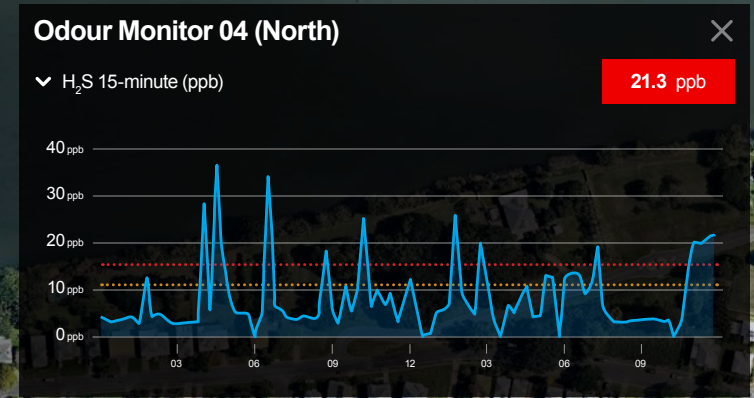 Odour Monitor 04 (North)
H₂S 15-minute (ppb)
21.3 ppb
40 ppb
30 ppb
20 ppb
10 ppb
0 ppb
03 06 09 12 03 06 09